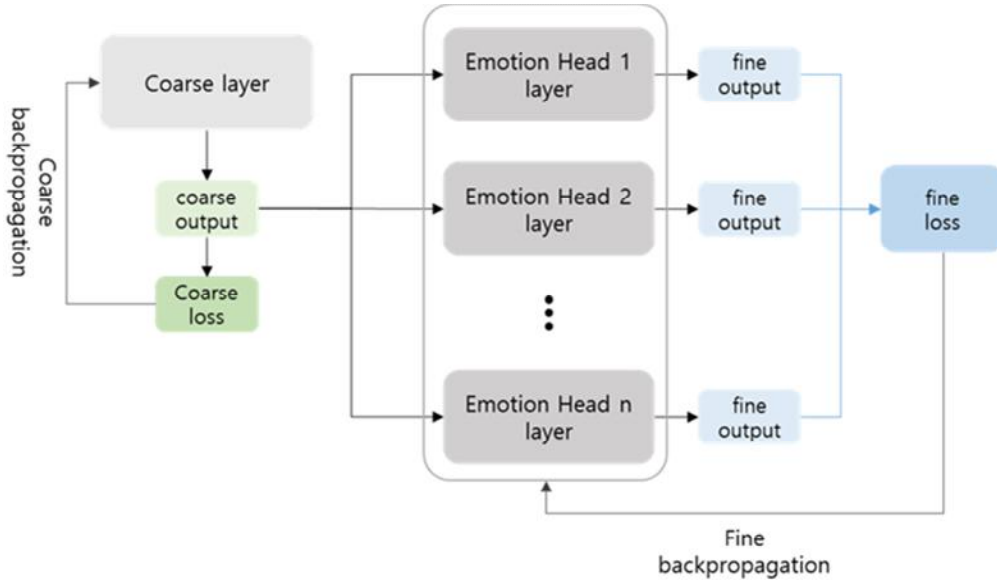 Coarse layer
Coarse
backpropagation
coarse
output
Coarse
loss
Emotion Head 1
layer
Emotion Head 2
layer
Emotion Head n
layer
fine
output
fine
output
fine
output
fine
loss
Fine
backpropagation